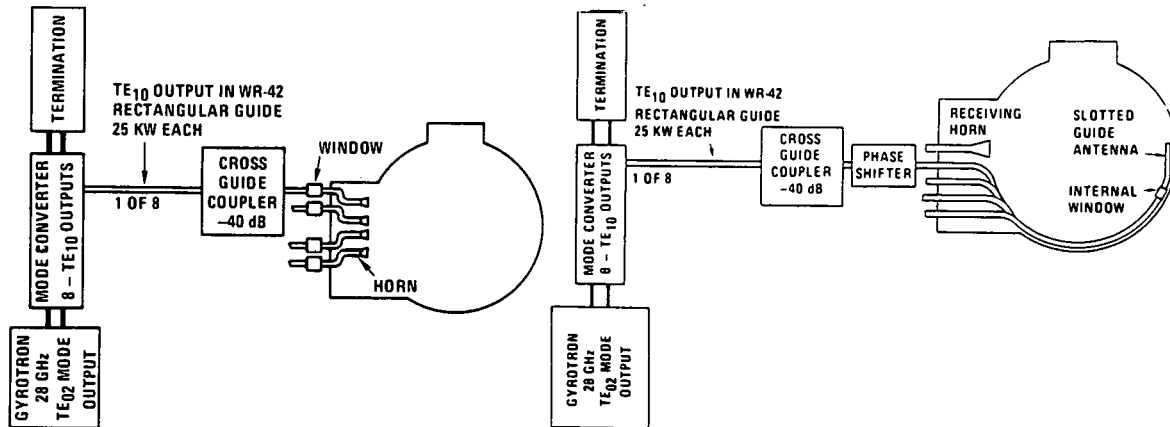 TERMINATION
TE10 OUTPUT IN WR-42
RECTANGULAR GUIDE
25 KW EACH
MODE CONVERTER
8 – TE10 OUTPUTS
1 OF 8
CROSS
GUIDE
COUPLER
–40 dB
WINDOW
HORN
GYROTRON
28 GHz
TE02 MODE
OUTPUT
TERMINATION
TE10 OUTPUT IN WR-42
RECTANGULAR GUIDE
25 KW EACH
MODE CONVERTER
8 – TE10 OUTPUTS
1 OF 8
CROSS
GUIDE
COUPLER
–40 dB
PHASE
SHIFTER
RECEIVING
HORN
SLOTTED
GUIDE
ANTENNA
INTERNAL
WINDOW
GYROTRON
28 GHz
TE02 MODE
OUTPUT